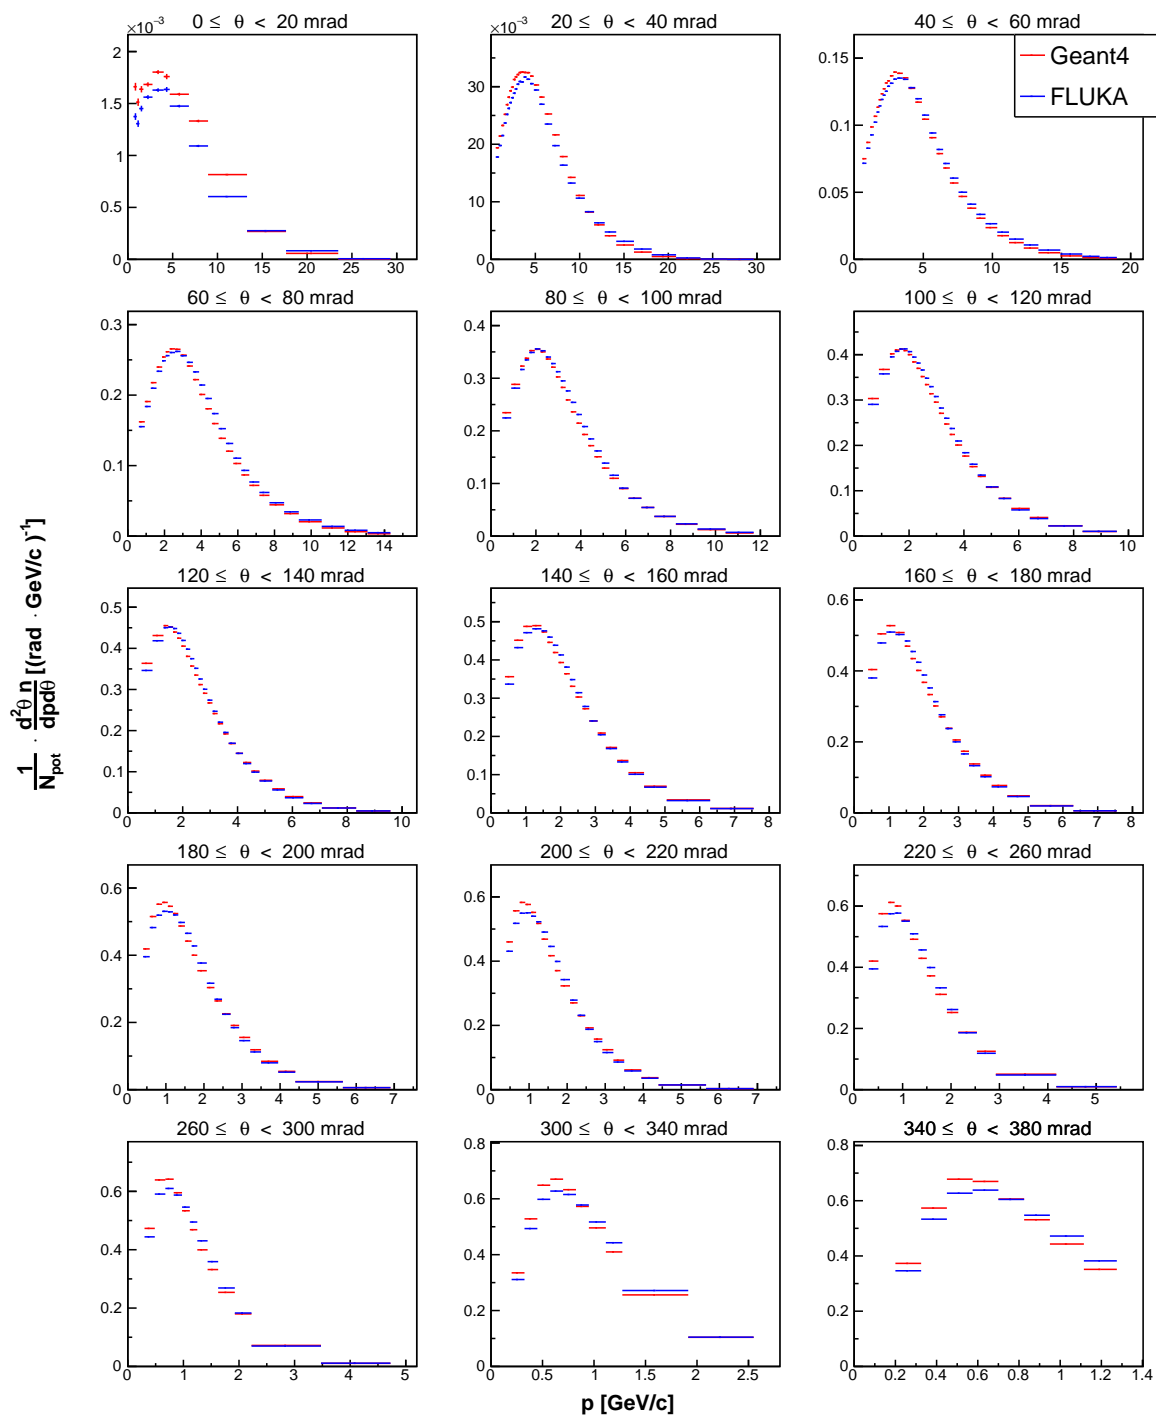 0 ≤ θ < 20 mrad
×10⁻³
2
1.5
1
0.5
0
0 5 10 15 20 25 30
20 ≤ θ < 40 mrad
×10⁻³
30
20
10
0
0 5 10 15 20 25 30
40 ≤ θ < 60 mrad
Geant4
FLUKA
0.15
0.1
0.05
0
0 5 10 15 20
60 ≤ θ < 80 mrad
0.3
0.2
0.1
0
0 2 4 6 8 10 12 14
80 ≤ θ < 100 mrad
0.4
0.3
0.2
0.1
0
0 2 4 6 8 10 12
100 ≤ θ < 120 mrad
0.4
0.3
0.2
0.1
0
0 2 4 6 8 10
120 ≤ θ < 140 mrad
0.5
0.4
0.3
0.2
0.1
0
0 2 4 6 8 10
140 ≤ θ < 160 mrad
0.5
0.4
0.3
0.2
0.1
0
0 1 2 3 4 5 6 7 8
160 ≤ θ < 180 mrad
0.6
0.4
0.2
0
0 1 2 3 4 5 6 7 8
180 ≤ θ < 200 mrad
0.6
0.4
0.2
0
0 1 2 3 4 5 6 7
200 ≤ θ < 220 mrad
0.6
0.4
0.2
0
0 1 2 3 4 5 6 7
220 ≤ θ < 260 mrad
0.6
0.4
0.2
0
0 1 2 3 4 5
260 ≤ θ < 300 mrad
0.6
0.4
0.2
0
0 1 2 3 4 5
300 ≤ θ < 340 mrad
0.8
0.6
0.4
0.2
0
0 0.5 1 1.5 2 2.5
340 ≤ θ < 380 mrad
0.8
0.6
0.4
0.2
0
0 0.2 0.4 0.6 0.8 1 1.2 1.4
1/N_pot · d²θ n/dpdθ [(rad · GeV/c )⁻¹]
p [GeV/c]